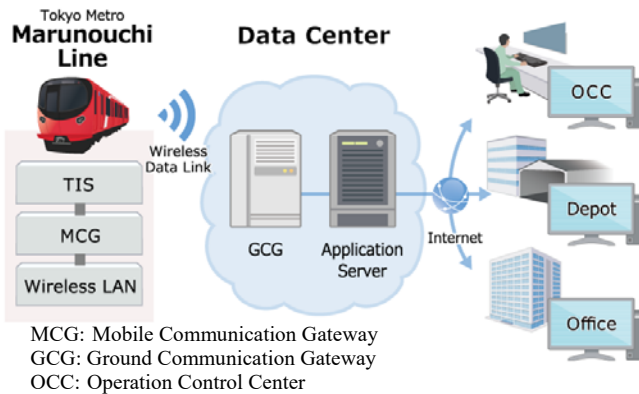 Tokyo Metro
Marunouchi
Line
TIS
MCG
Wireless LAN
Wireless
Data Link
Data Center
GCG
Application
Server
Internet
OCC
Depot
Office
MCG: Mobile Communication Gateway
GCG: Ground Communication Gateway
OCC: Operation Control Center